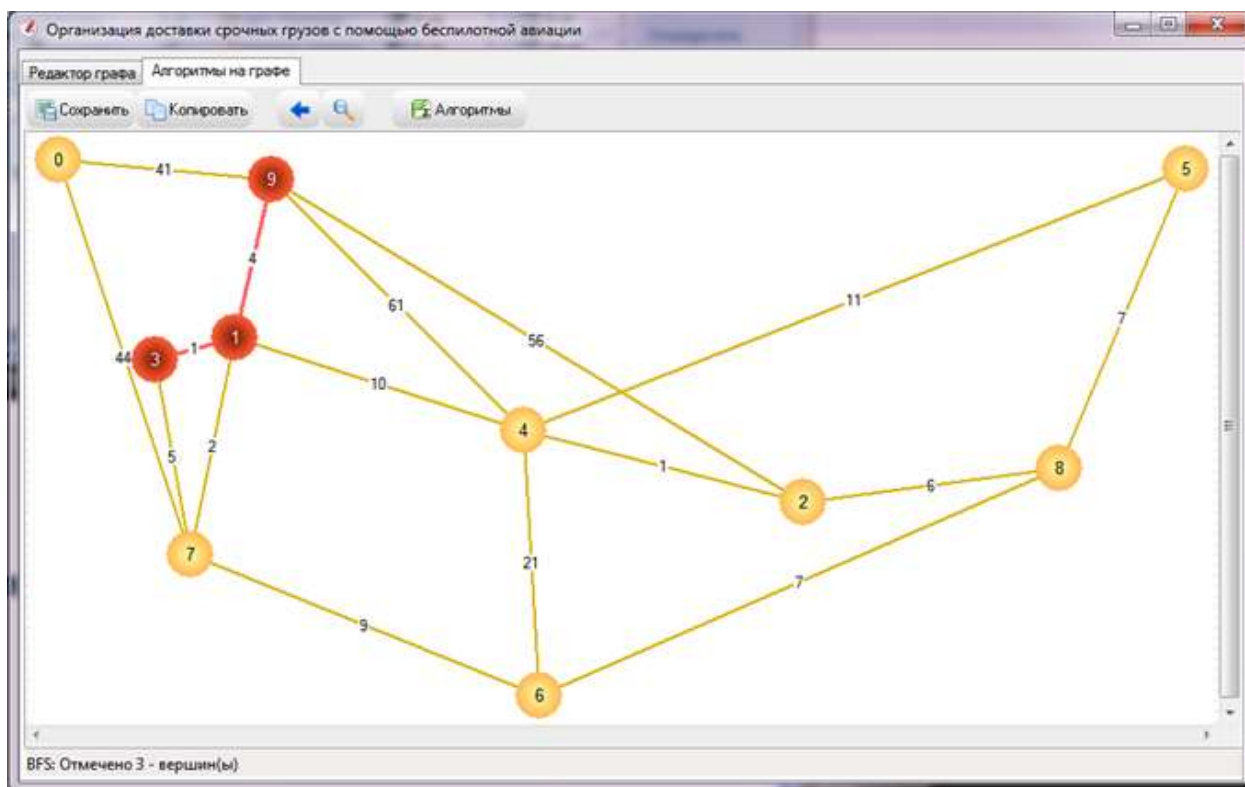 Организация доставки срочных грузов с помощью беспилотной авиации
Редактор графа Алгоритмы на графе
Сохранить Копировать Алгоритмы
0 41 9 5
4
61 11
56 7
44 3 1 1
10
4
5 2 1
2 6 8
7
21 7
9
6
BFS: Отмечено 3 - вершин(ы)